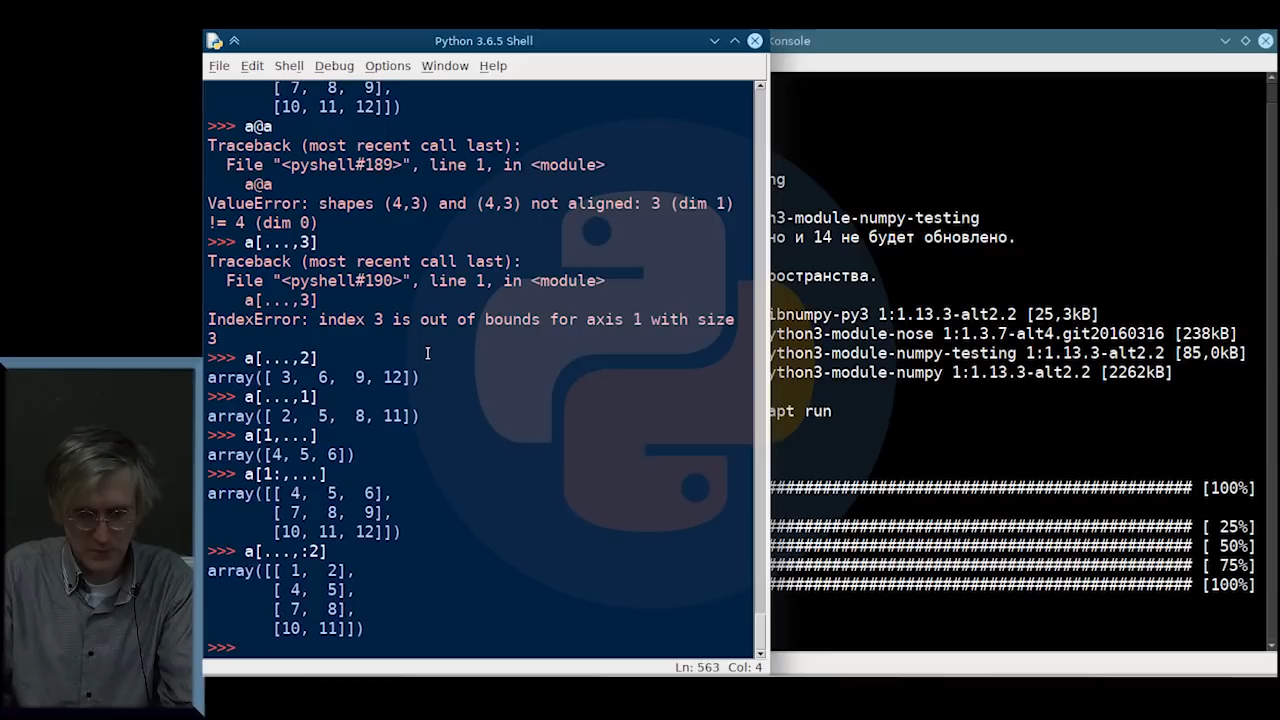 Python 3.6.5 Shell
File Edit Shell Debug Options Window Help
[ 7, 8, 9],
[10, 11, 12]])
>>> a@a
Traceback (most recent call last):
File "<pyshell#189>", line 1, in <module>
a@a
ValueError: shapes (4,3) and (4,3) not aligned: 3 (dim 1)
!= 4 (dim 0)
>>> a[...,3]
Traceback (most recent call last):
File "<pyshell#190>", line 1, in <module>
a[...,3]
IndexError: index 3 is out of bounds for axis 1 with size
3
>>> a[...,2]
array([ 3, 6, 9, 12])
>>> a[...,1]
array([ 2, 5, 8, 11])
>>> a[1,...]
array([4, 5, 6])
>>> a[1:,...]
array([[ 4, 5, 6],
[ 7, 8, 9],
[10, 11, 12]])
>>> a[...,:2]
array([[ 1, 2],
[ 4, 5],
[ 7, 8],
[10, 11]])
>>>
Ln: 563 Col: 4
Konsole
ng
n3-module-numpy-testing
но и 14 не будет обновлено.
ространства.
ibnumpy-py3 1:1.13.3-alt2.2 [25,3kB]
ython3-module-nose 1:1.3.7-alt4.git20160316 [238kB]
ython3-module-numpy-testing 1:1.13.3-alt2.2 [85,0kB]
ython3-module-numpy 1:1.13.3-alt2.2 [2262kB]
apt run
########################################### [100%]
########################################### [ 25%]
########################################### [ 50%]
########################################### [ 75%]
########################################### [100%]